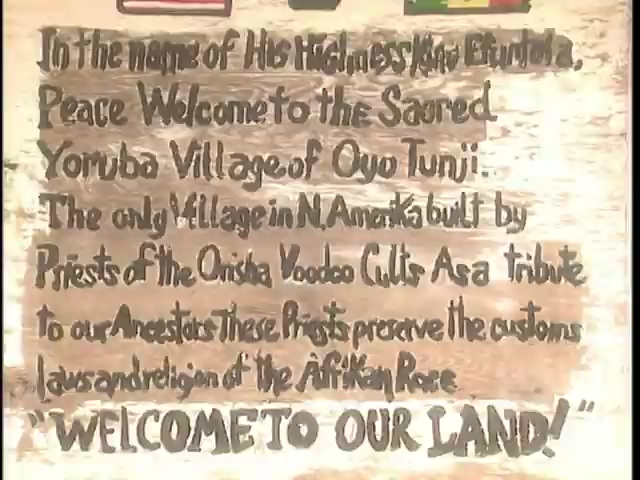 In the name of His Highness King Efuntola,
Peace Welcome to the Sacred
Yoruba Village of Oyo Tunji.
The only Village in N. Amerika built by
Priests of the Orisha Voodoo Cults As a tribute
to our Ancestors These Priests preserve the customs
laws and religion of the Afrikan Race
"WELCOME TO OUR LAND!"